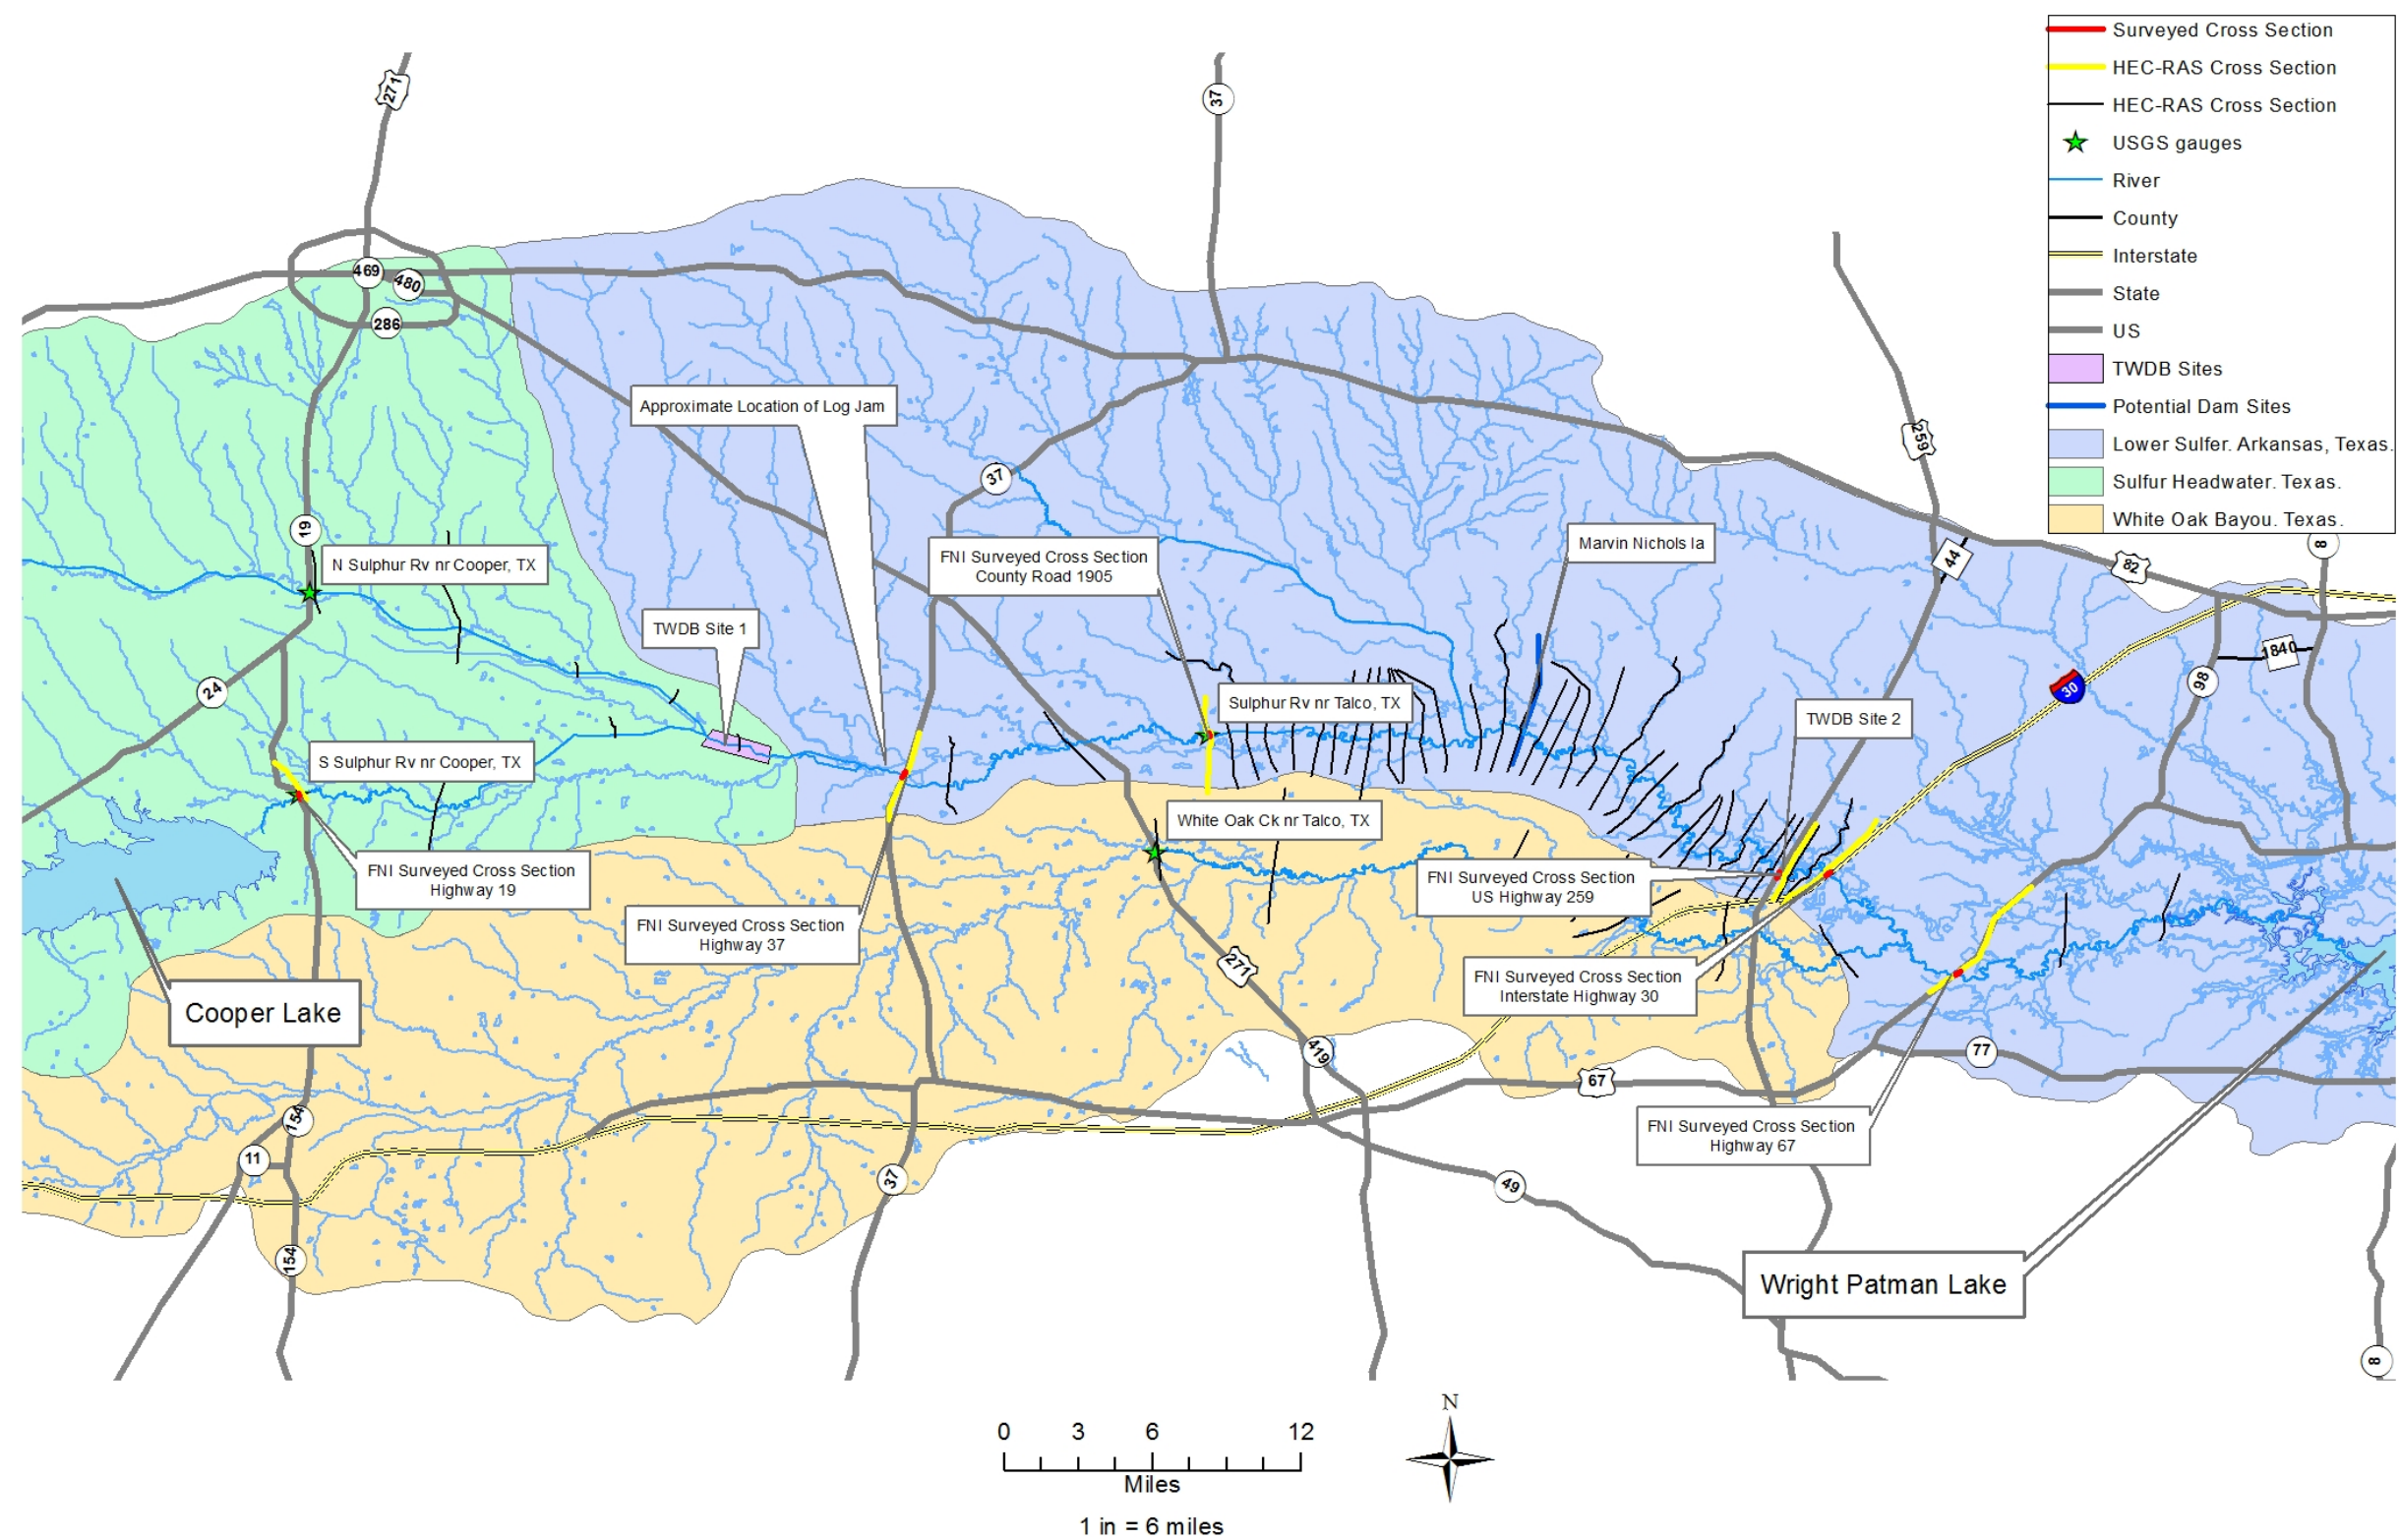 Surveyed Cross Section
HEC-RAS Cross Section
HEC-RAS Cross Section
USGS gauges
River
County
Interstate
State
US
TWDB Sites
Potential Dam Sites
Lower Sulfer. Arkansas, Texas.
Sulfur Headwater. Texas.
White Oak Bayou. Texas.
271
37
469
480
286
Approximate Location of Log Jam
37
259
19
N Sulphur Rv nr Cooper, TX
FNI Surveyed Cross Section
County Road 1905
Marvin Nichols Ia
44
82
8
TWDB Site 1
24
1840
98
30
Sulphur Rv nr Talco, TX
TWDB Site 2
S Sulphur Rv nr Cooper, TX
White Oak Ck nr Talco, TX
FNI Surveyed Cross Section
Highway 19
FNI Surveyed Cross Section
US Highway 259
FNI Surveyed Cross Section
Highway 37
271
FNI Surveyed Cross Section
Interstate Highway 30
Cooper Lake
419
77
67
154
FNI Surveyed Cross Section
Highway 67
11
37
49
154
Wright Patman Lake
8
N
0 3 6 12
Miles
1 in = 6 miles